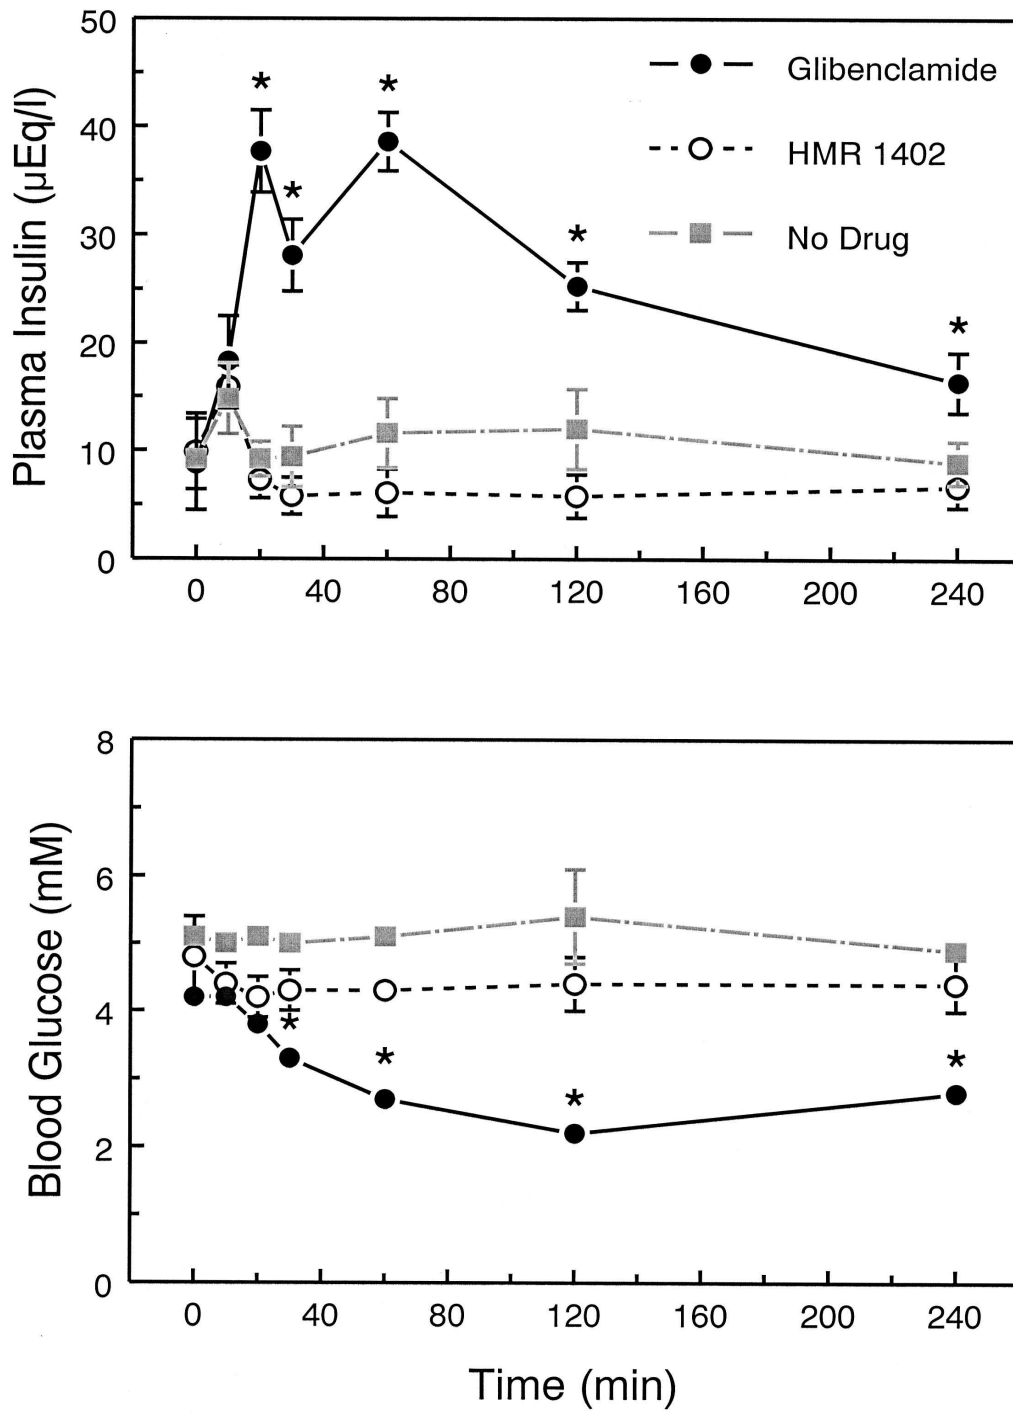 50
40
30
20
10
0
Plasma Insulin (µEq/l)
* * * * *
Glibenclamide
HMR 1402
No Drug
0 40 80 120 160 200 240
8
6
4
2
0
Blood Glucose (mM)
* * * *
0 40 80 120 160 200 240
Time (min)